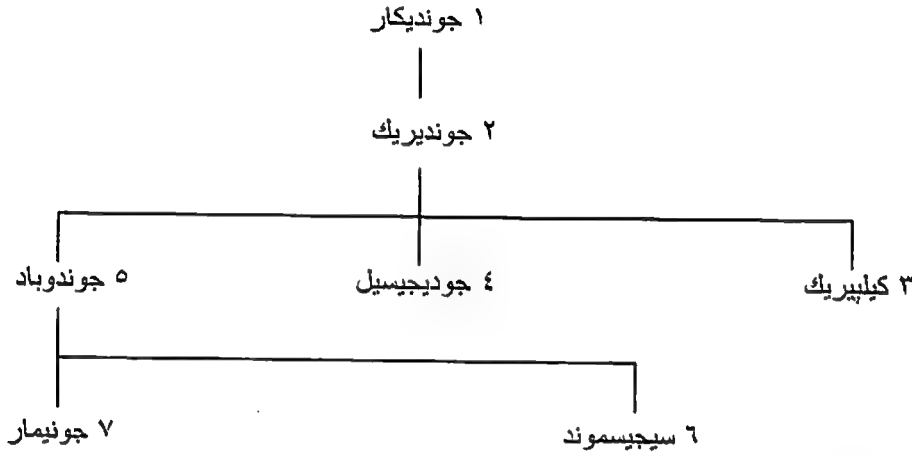 ١ جونديكار
٢ جونديريك
٣ كيلبيريك
٤ جوديجيسيل
٥ جوندوباد
٦ سيجيسموند
٧ جونيمار